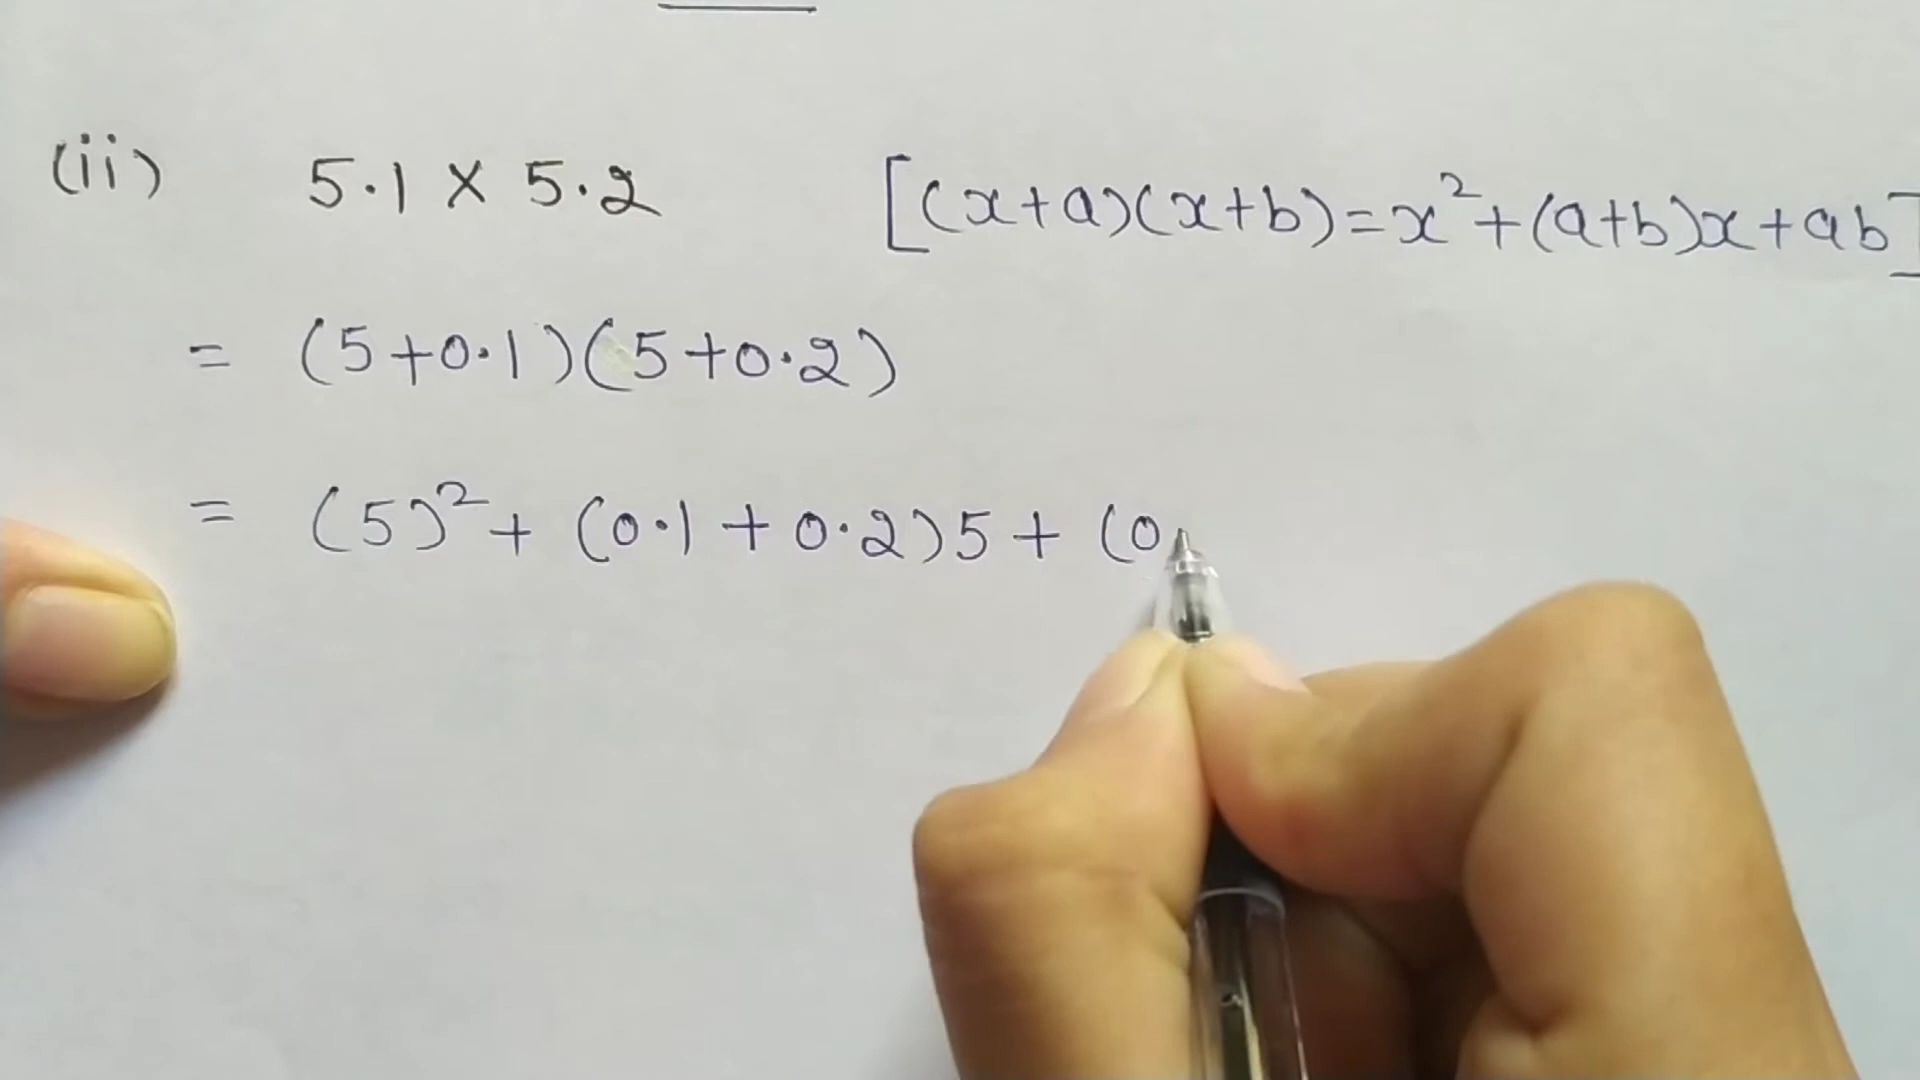 (ii) 5.1 × 5.2 [(x+a)(x+b)=x²+(a+b)x+ab]
= (5+0.1)(5+0.2)
= (5)²+ (0.1+0.2)5+ (0.